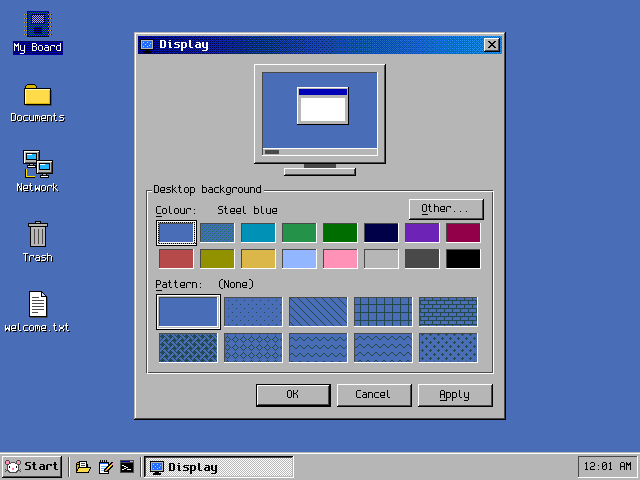 My Board
Documents
Network
Trash
welcome.txt
Display
Desktop background
Colour: Steel blue
Other...
Pattern: (None)
OK
Cancel
Apply
Start
Display
12:01 AM